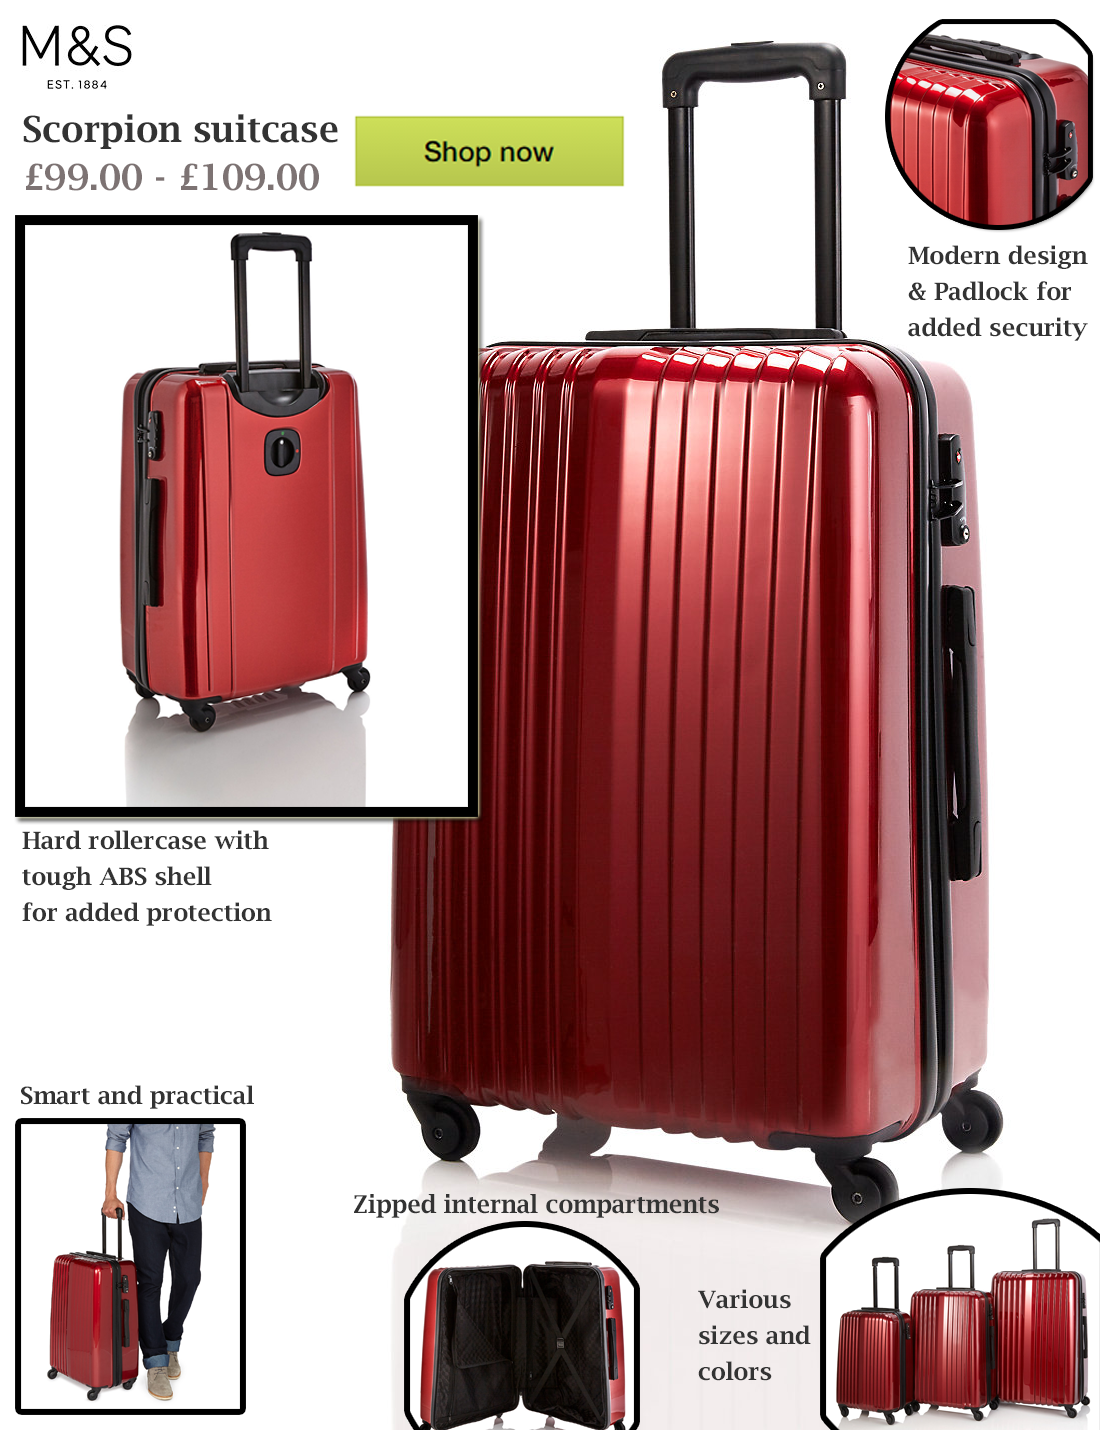 M&S
EST. 1884
Scorpion suitcase
£99.00 - £109.00
Shop now
Modern design
& Padlock for
added security
Hard rollercase with
tough ABS shell
for added protection
Smart and practical
Zipped internal compartments
Various
sizes and
colors